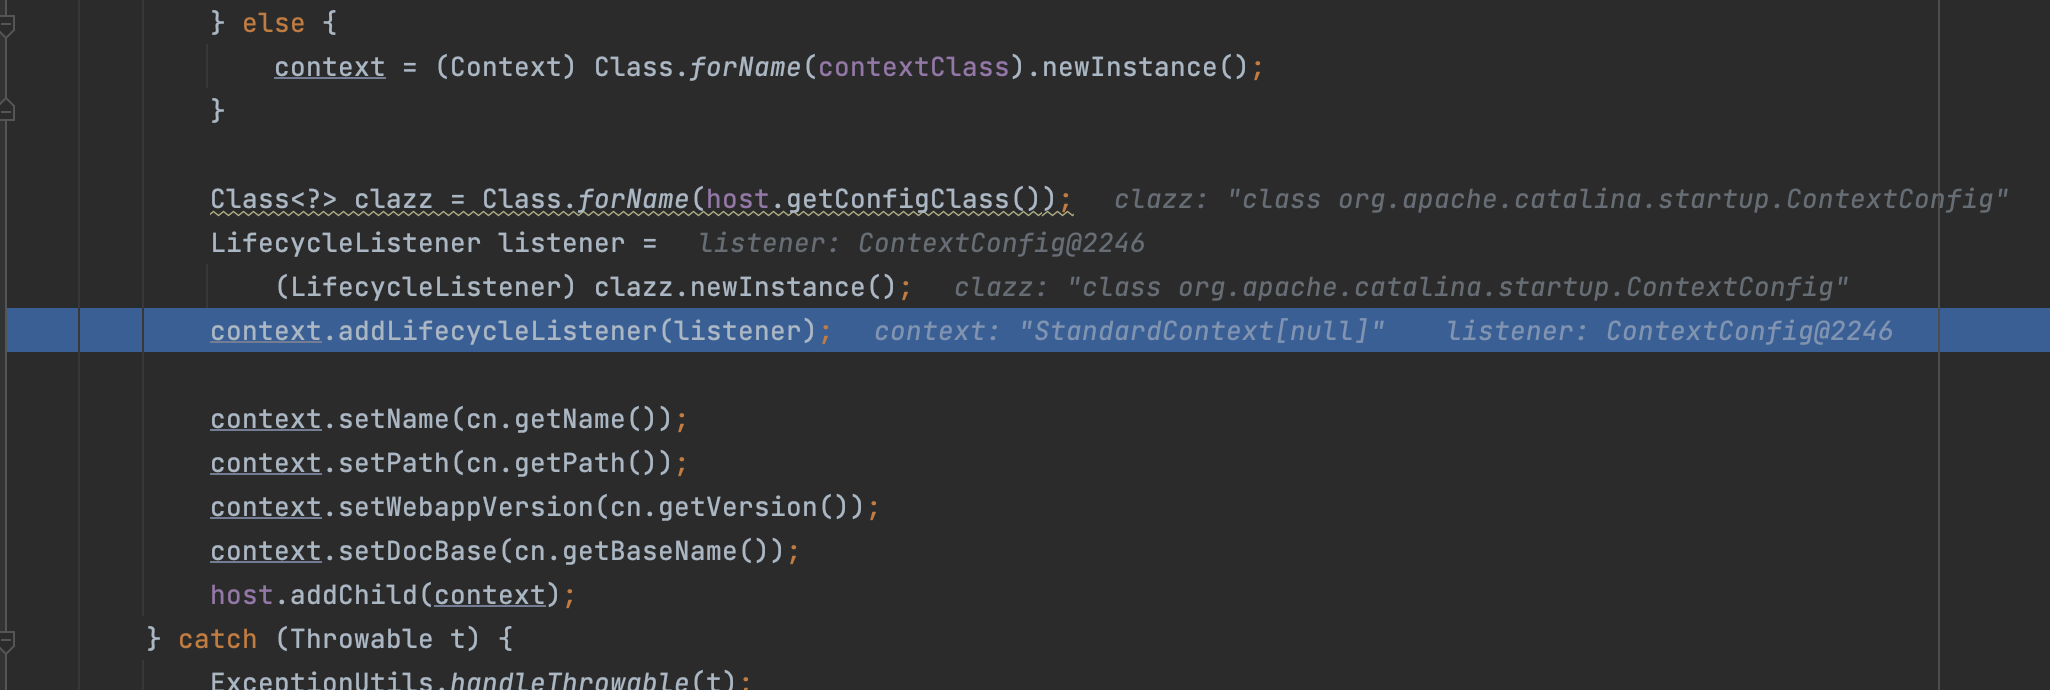 } else {
context = (Context) Class.forName(contextClass).newInstance();
}
Class<?> clazz = Class.forName(host.getConfigClass()); clazz: "class org.apache.catalina.startup.ContextConfig"
LifecycleListener listener = listener: ContextConfig@2246
(LifecycleListener) clazz.newInstance(); clazz: "class org.apache.catalina.startup.ContextConfig"
context.addLifecycleListener(listener); context: "StandardContext[null]" listener: ContextConfig@2246
context.setName(cn.getName());
context.setPath(cn.getPath());
context.setWebappVersion(cn.getVersion());
context.setDocBase(cn.getBaseName());
host.addChild(context);
} catch (Throwable t) {
ExceptionUtils.handleThrowable(t);